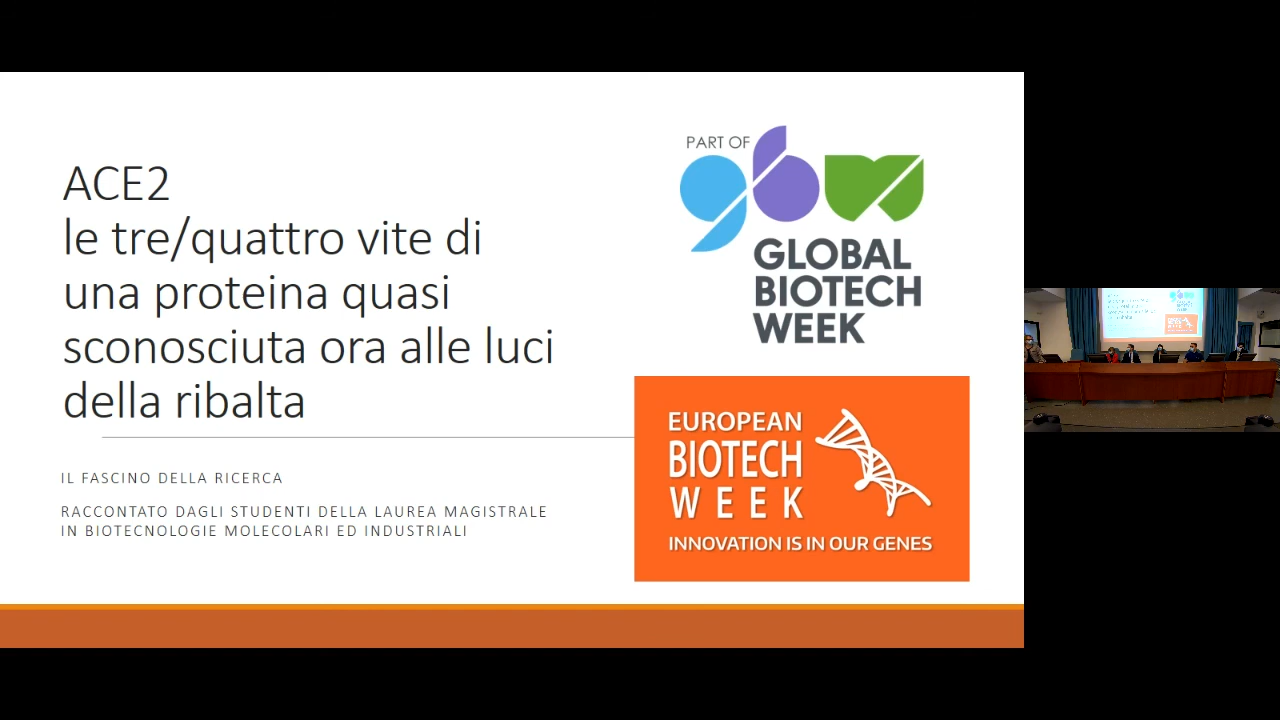 ACE2
le tre/quattro vite di
una proteina quasi
sconosciuta ora alle luci
della ribalta
IL FASCINO DELLA RICERCA
RACCONTATO DAGLI STUDENTI DELLA LAUREA MAGISTRALE
IN BIOTECNOLOGIE MOLECOLARI ED INDUSTRIALI
PART OF
gbw
GLOBAL
BIOTECH
WEEK
EUROPEAN
BIOTECH
WEEK
INNOVATION IS IN OUR GENES